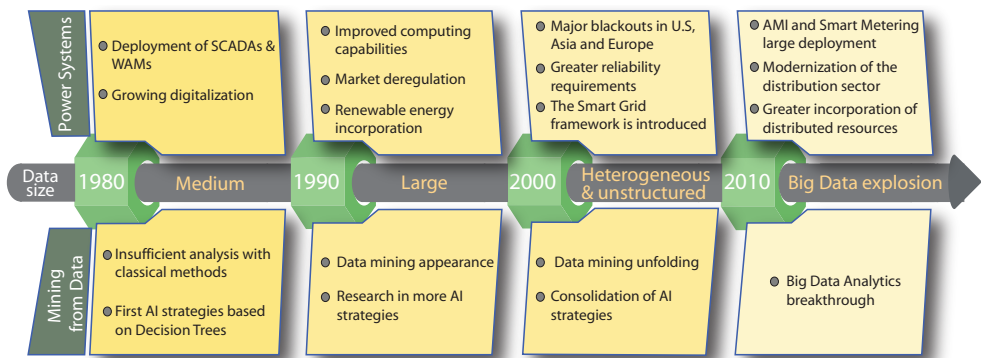 Power Systems
Deployment of SCADAs &
WAMs
Growing digitalization
Improved computing
capabilities
Market deregulation
Renewable energy
incorporation
Major blackouts in U.S,
Asia and Europe
Greater reliability
requirements
The Smart Grid
framework is introduced
AMI and Smart Metering
large deployment
Modernization of the
distribution sector
Greater incorporation of
distributed resources
Data
size
1980
Medium
1990
Large
2000
Heterogeneous
& unstructured
2010
Big Data explosion
Mining
from Data
Insufficient analysis with
classical methods
First AI strategies based
on Decision Trees
Data mining appearance
Research in more AI
strategies
Data mining unfolding
Consolidation of AI
strategies
Big Data Analytics
breakthrough